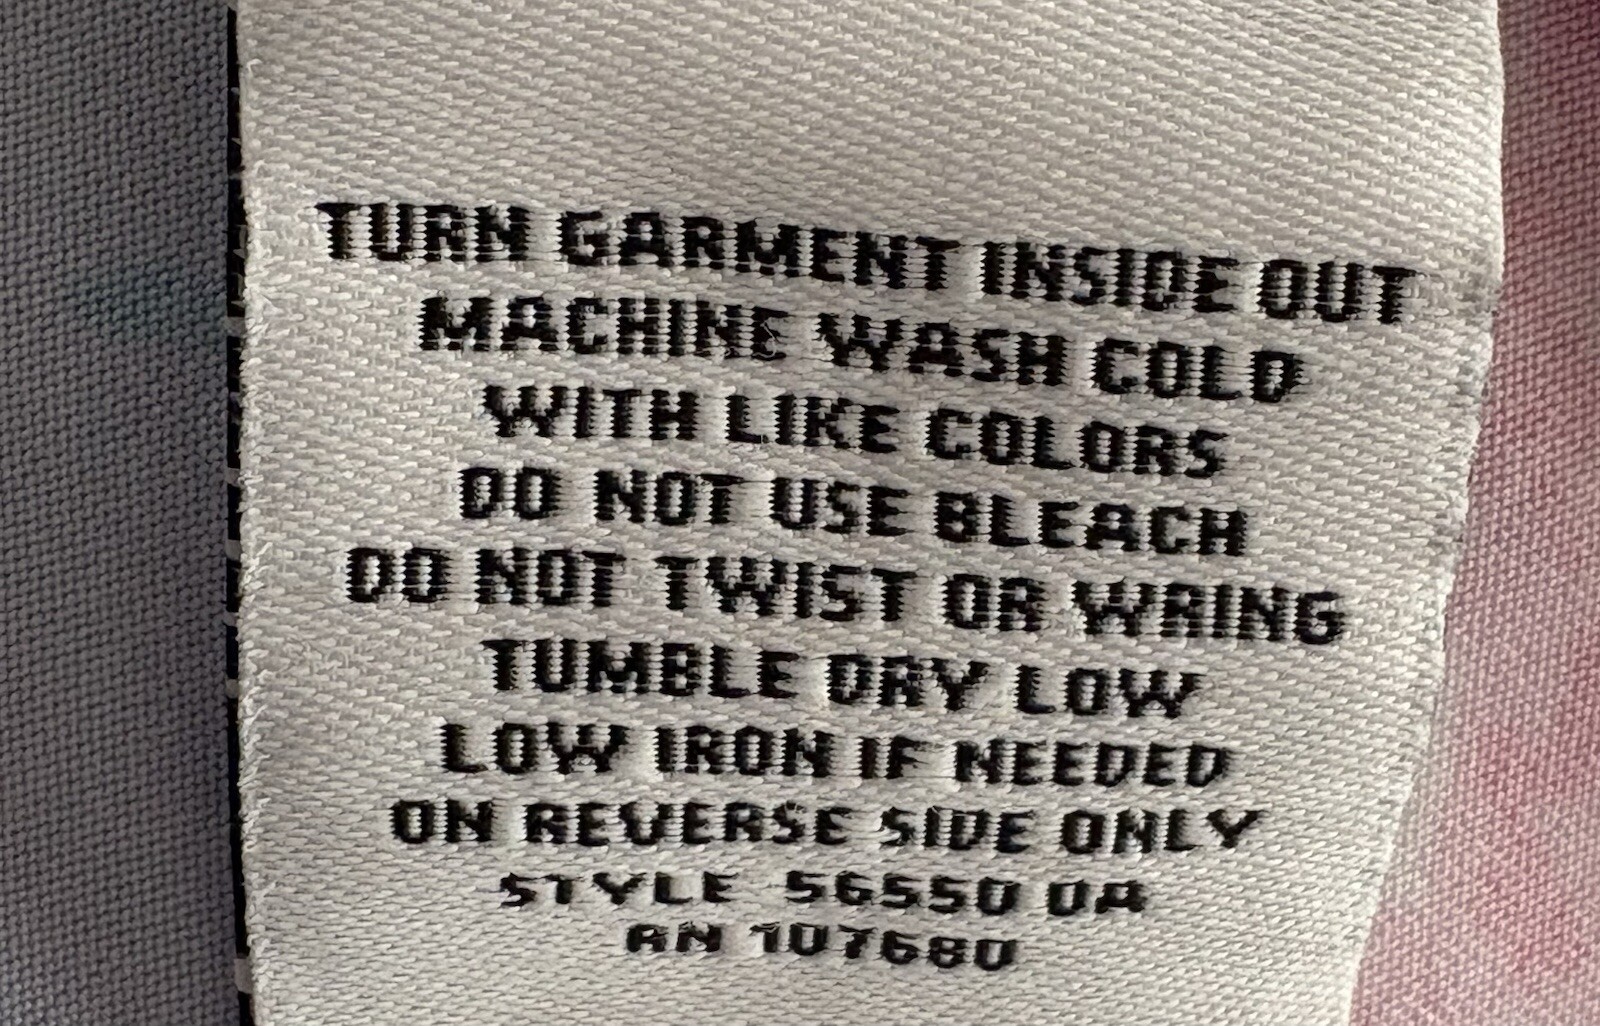 TURN GARMENT INSIDE OUT
MACHINE WASH COLD
WITH LIKE COLORS
DO NOT USE BLEACH
DO NOT TWIST OR WRING
TUMBLE DRY LOW
LOW IRON IF NEEDED
ON REVERSE SIDE ONLY
STYLE 56550 DA
RN 107680